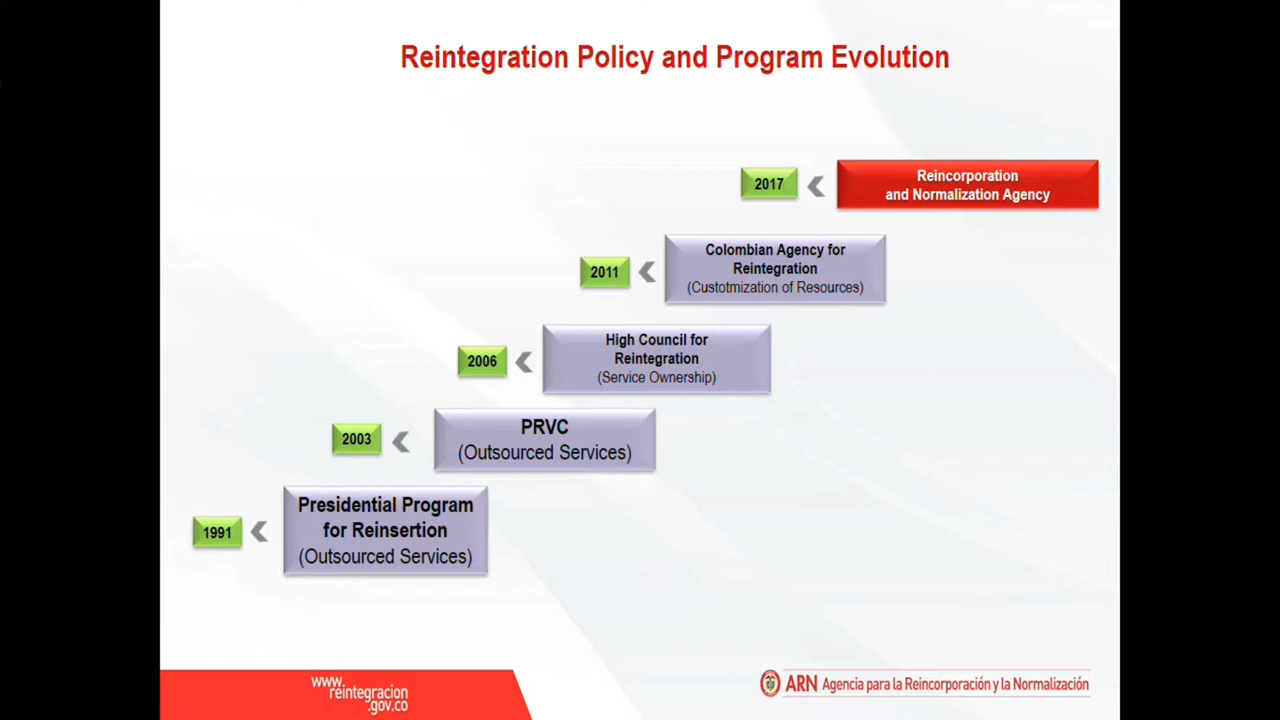 Reintegration Policy and Program Evolution
2017
Reincorporation
and Normalization Agency
2011
Colombian Agency for
Reintegration
(Custotmization of Resources)
2006
High Council for
Reintegration
(Service Ownership)
2003
PRVC
(Outsourced Services)
1991
Presidential Program
for Reinsertion
(Outsourced Services)
www.
reintegracion
.gov.co
ARN Agencia para la Reincorporación y la Normalización